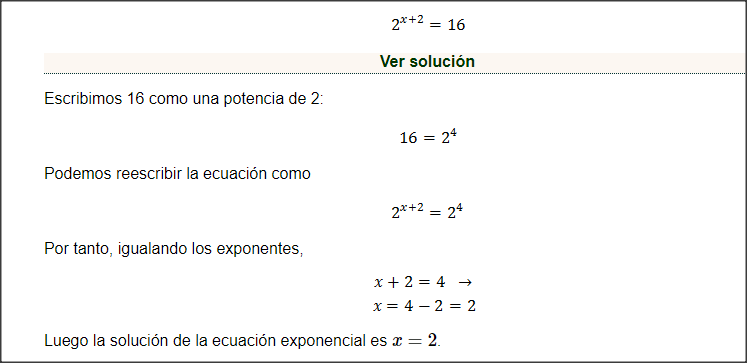 2^{x+2} = 16
Ver solución
Escribimos 16 como una potencia de 2:
16 = 2^4
Podemos reescribir la ecuación como
2^{x+2} = 2^4
Por tanto, igualando los exponentes,
x + 2 = 4 →
x = 4 − 2 = 2
Luego la solución de la ecuación exponencial es x = 2.